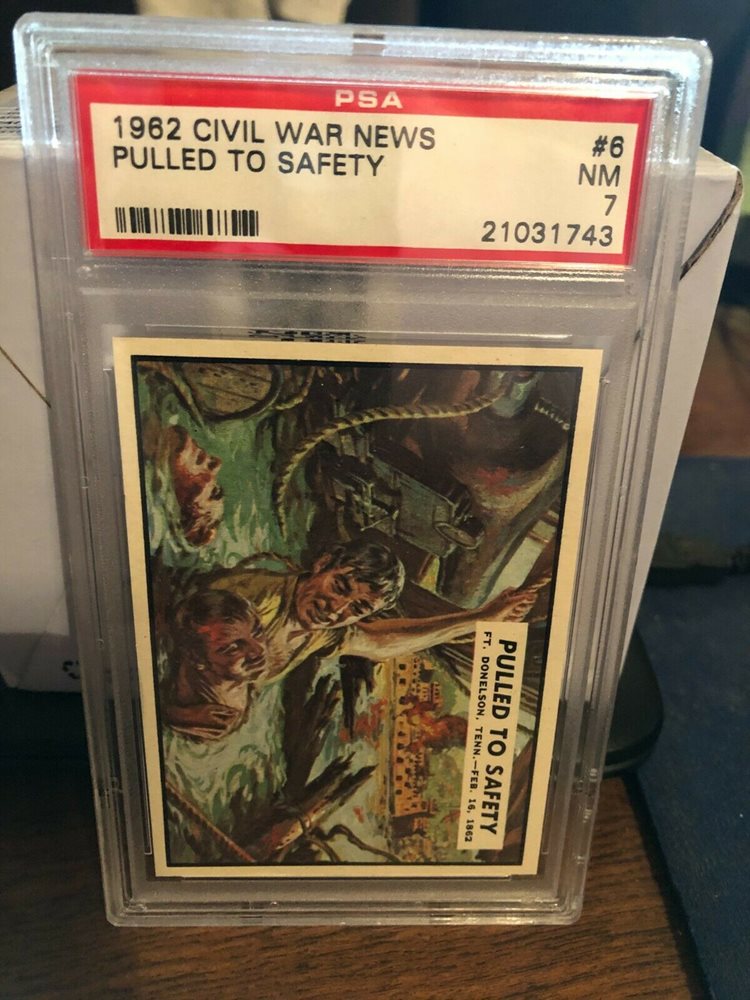 PSA
1962 CIVIL WAR NEWS #6
PULLED TO SAFETY NM
7
21031743
PULLED TO SAFETY
FT. DONELSON, TENN.—FEB. 16, 1862